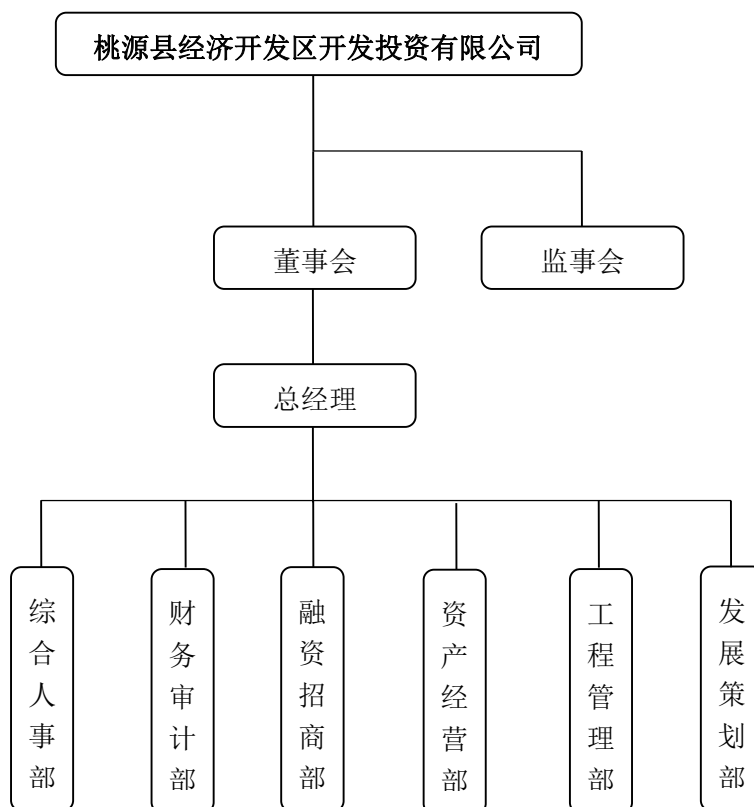 桃源县经济开发区开发投资有限公司
董事会
监事会
总经理
综合人事部
财务审计部
融资招商部
资产经营部
工程管理部
发展策划部